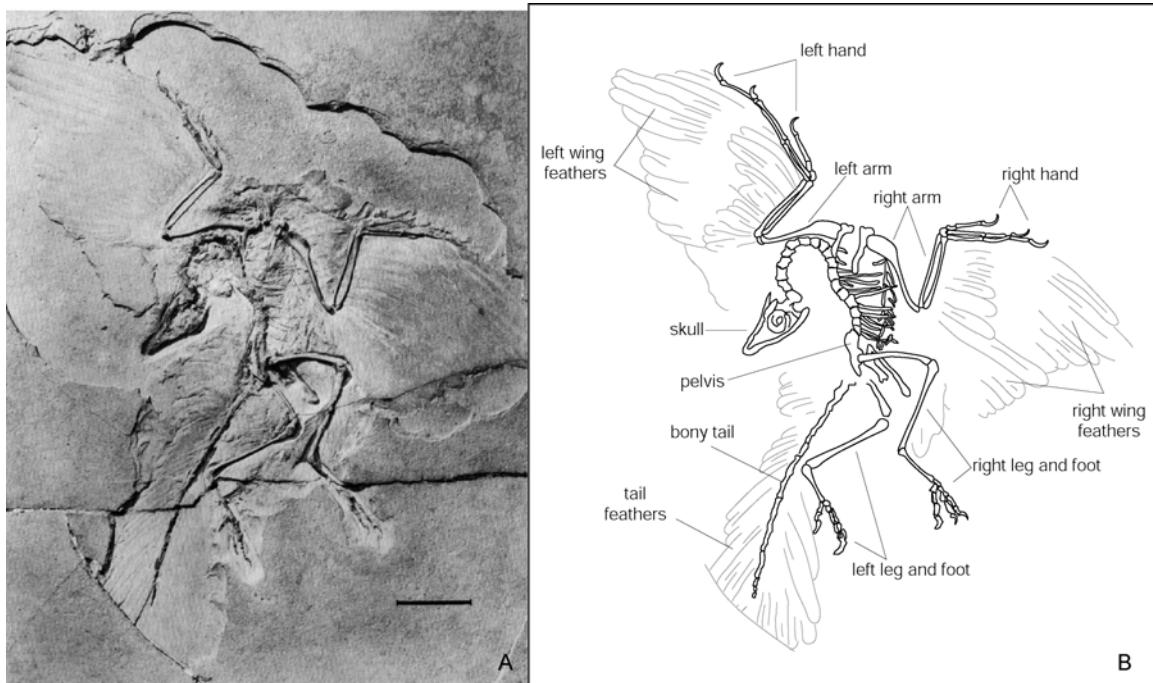 A
left hand
left wing
feathers
left arm
right arm
right hand
skull
pelvis
right wing
feathers
bony tail
right leg and foot
tail
feathers
left leg and foot
B